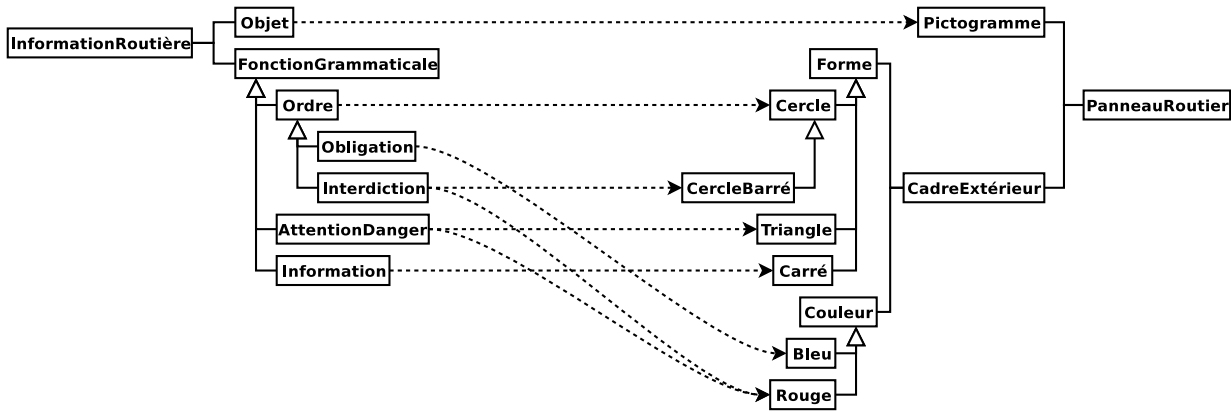 Objet
Pictogramme
InformationRoutière
FonctionGrammaticale
Forme
Ordre
Cercle
PanneauRoutier
Obligation
Interdiction
CercleBarré
CadreExtérieur
AttentionDanger
Triangle
Information
Carré
Couleur
Bleu
Rouge